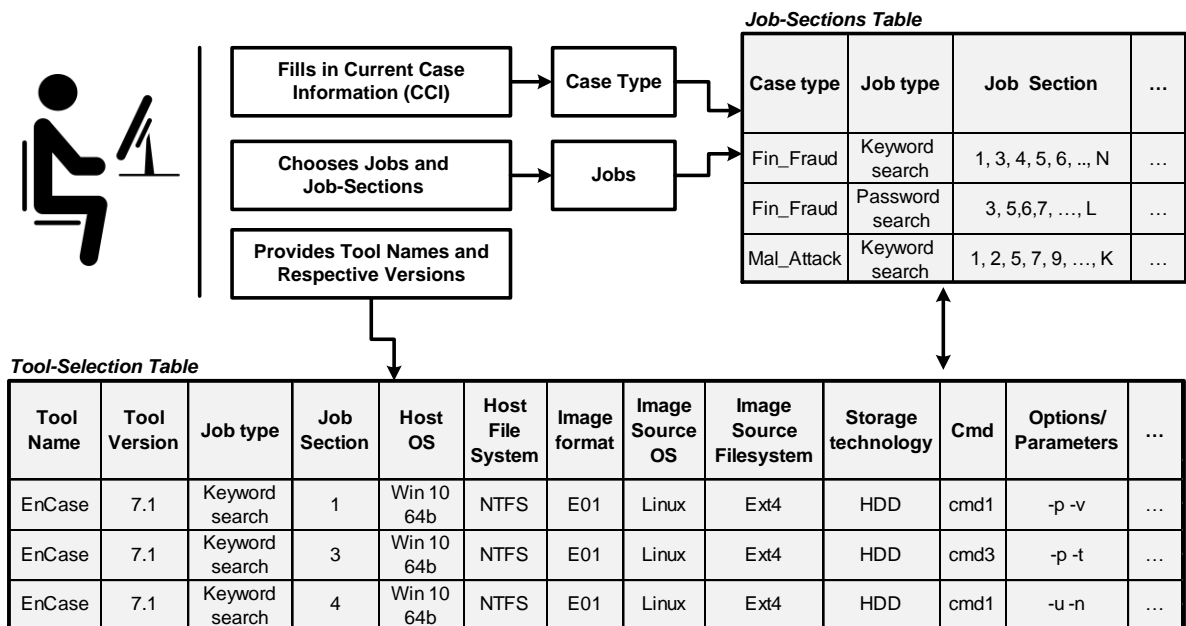 Job-Sections Table
Fills in Current Case
Information (CCI)
Case Type
Chooses Jobs and
Job-Sections
Jobs
Provides Tool Names and
Respective Versions
Case type Job type Job Section ...
Fin_Fraud Keyword search 1, 3, 4, 5, 6, .., N ...
Fin_Fraud Password search 3, 5,6,7, ..., L ...
Mal_Attack Keyword search 1, 2, 5, 7, 9, ..., K ...
Tool-Selection Table
Tool Name Tool Version Job type Job Section Host OS Host File System Image format Image Source OS Image Source Filesystem Storage technology Cmd Options/ Parameters ...
EnCase 7.1 Keyword search 1 Win 10 64b NTFS E01 Linux Ext4 HDD cmd1 -p -v ...
EnCase 7.1 Keyword search 3 Win 10 64b NTFS E01 Linux Ext4 HDD cmd3 -p -t ...
EnCase 7.1 Keyword search 4 Win 10 64b NTFS E01 Linux Ext4 HDD cmd1 -u -n ...